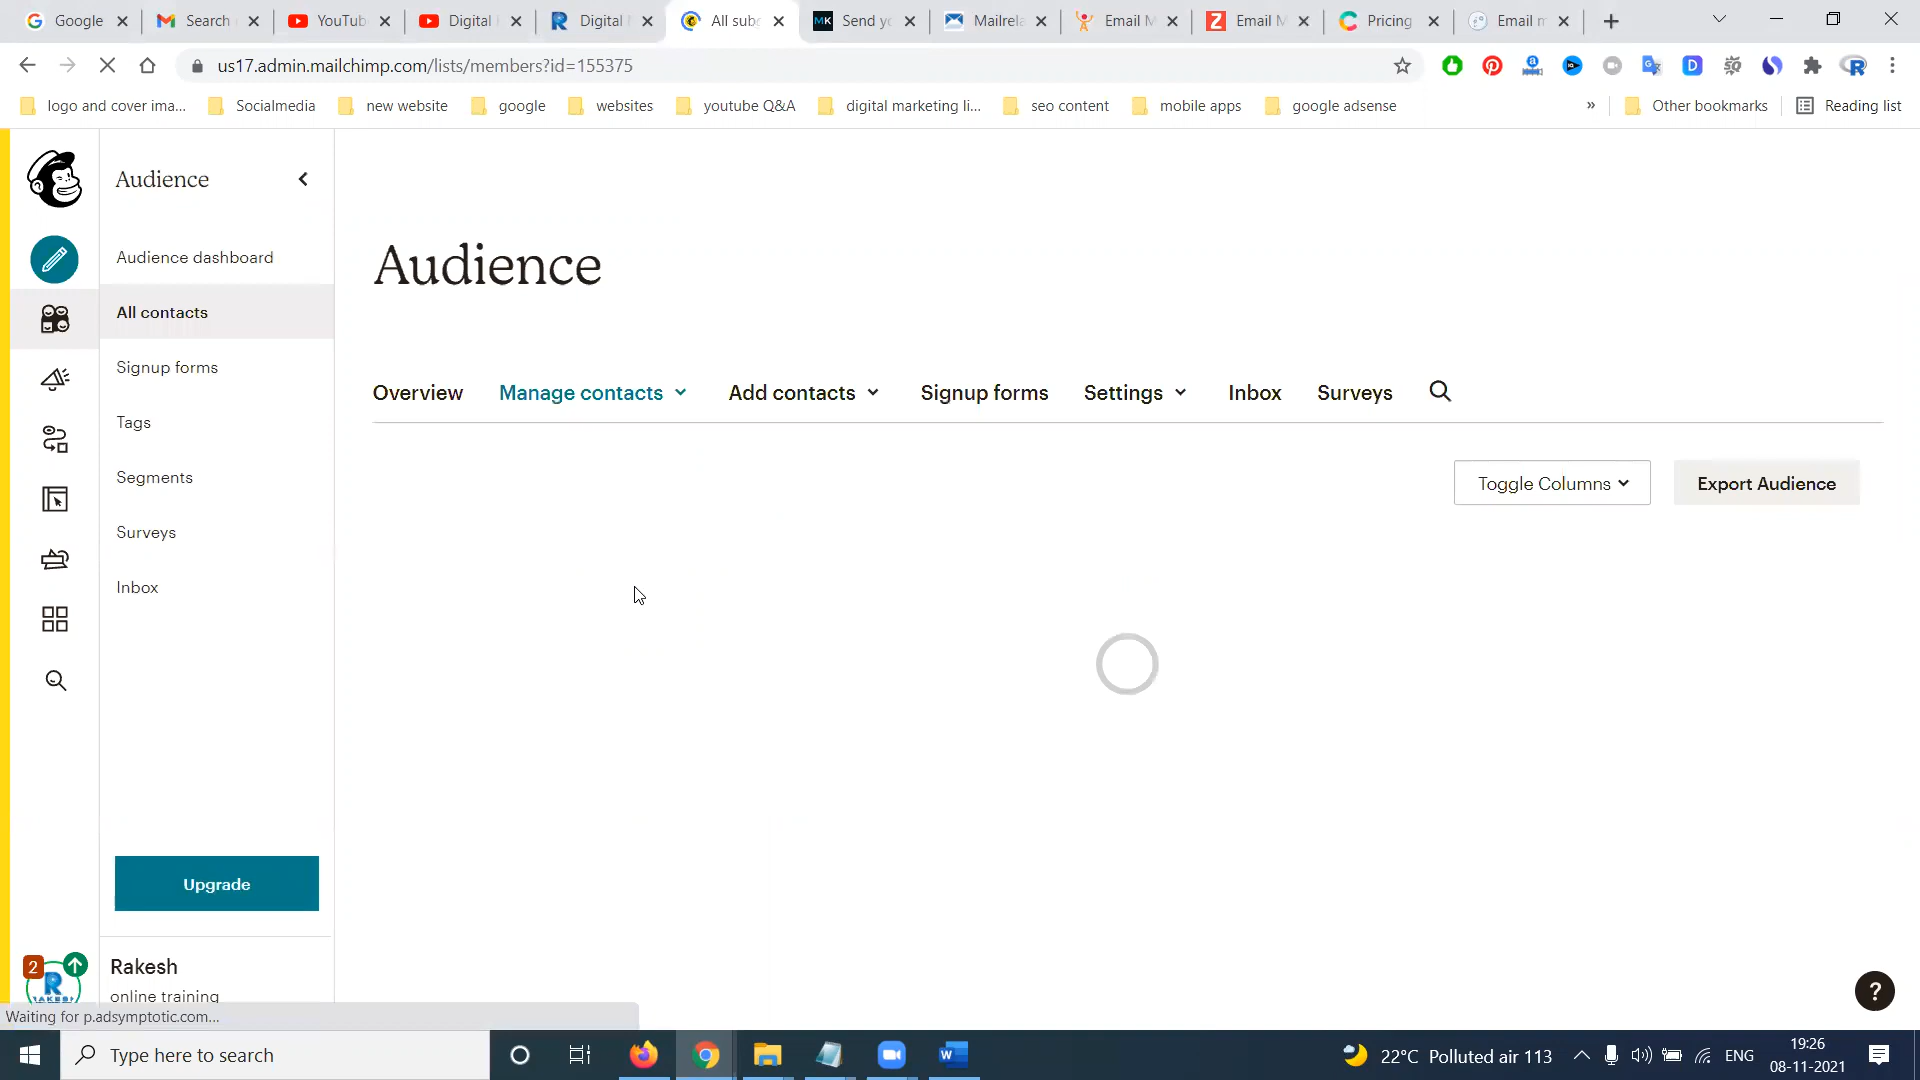 Google
Search
YouTub
Digital
Digital
All sub
MK
Send yo
Mailrela
Email M
Z
Email M
Pricing
Email m
us17.admin.mailchimp.com/lists/members?id=155375
logo and cover ima...
Socialmedia
new website
google
websites
youtube Q&A
digital marketing li...
seo content
mobile apps
google adsense
»
Other bookmarks
Reading list
Audience
Audience dashboard
All contacts
Signup forms
Tags
Segments
Surveys
Inbox
Upgrade
2
Rakesh
online training
Audience
Overview
Manage contacts
Add contacts
Signup forms
Settings
Inbox
Surveys
Toggle Columns
Export Audience
?
Waiting for p.adsymptotic.com...
Type here to search
22°C Polluted air 113
ENG
19:26
08-11-2021